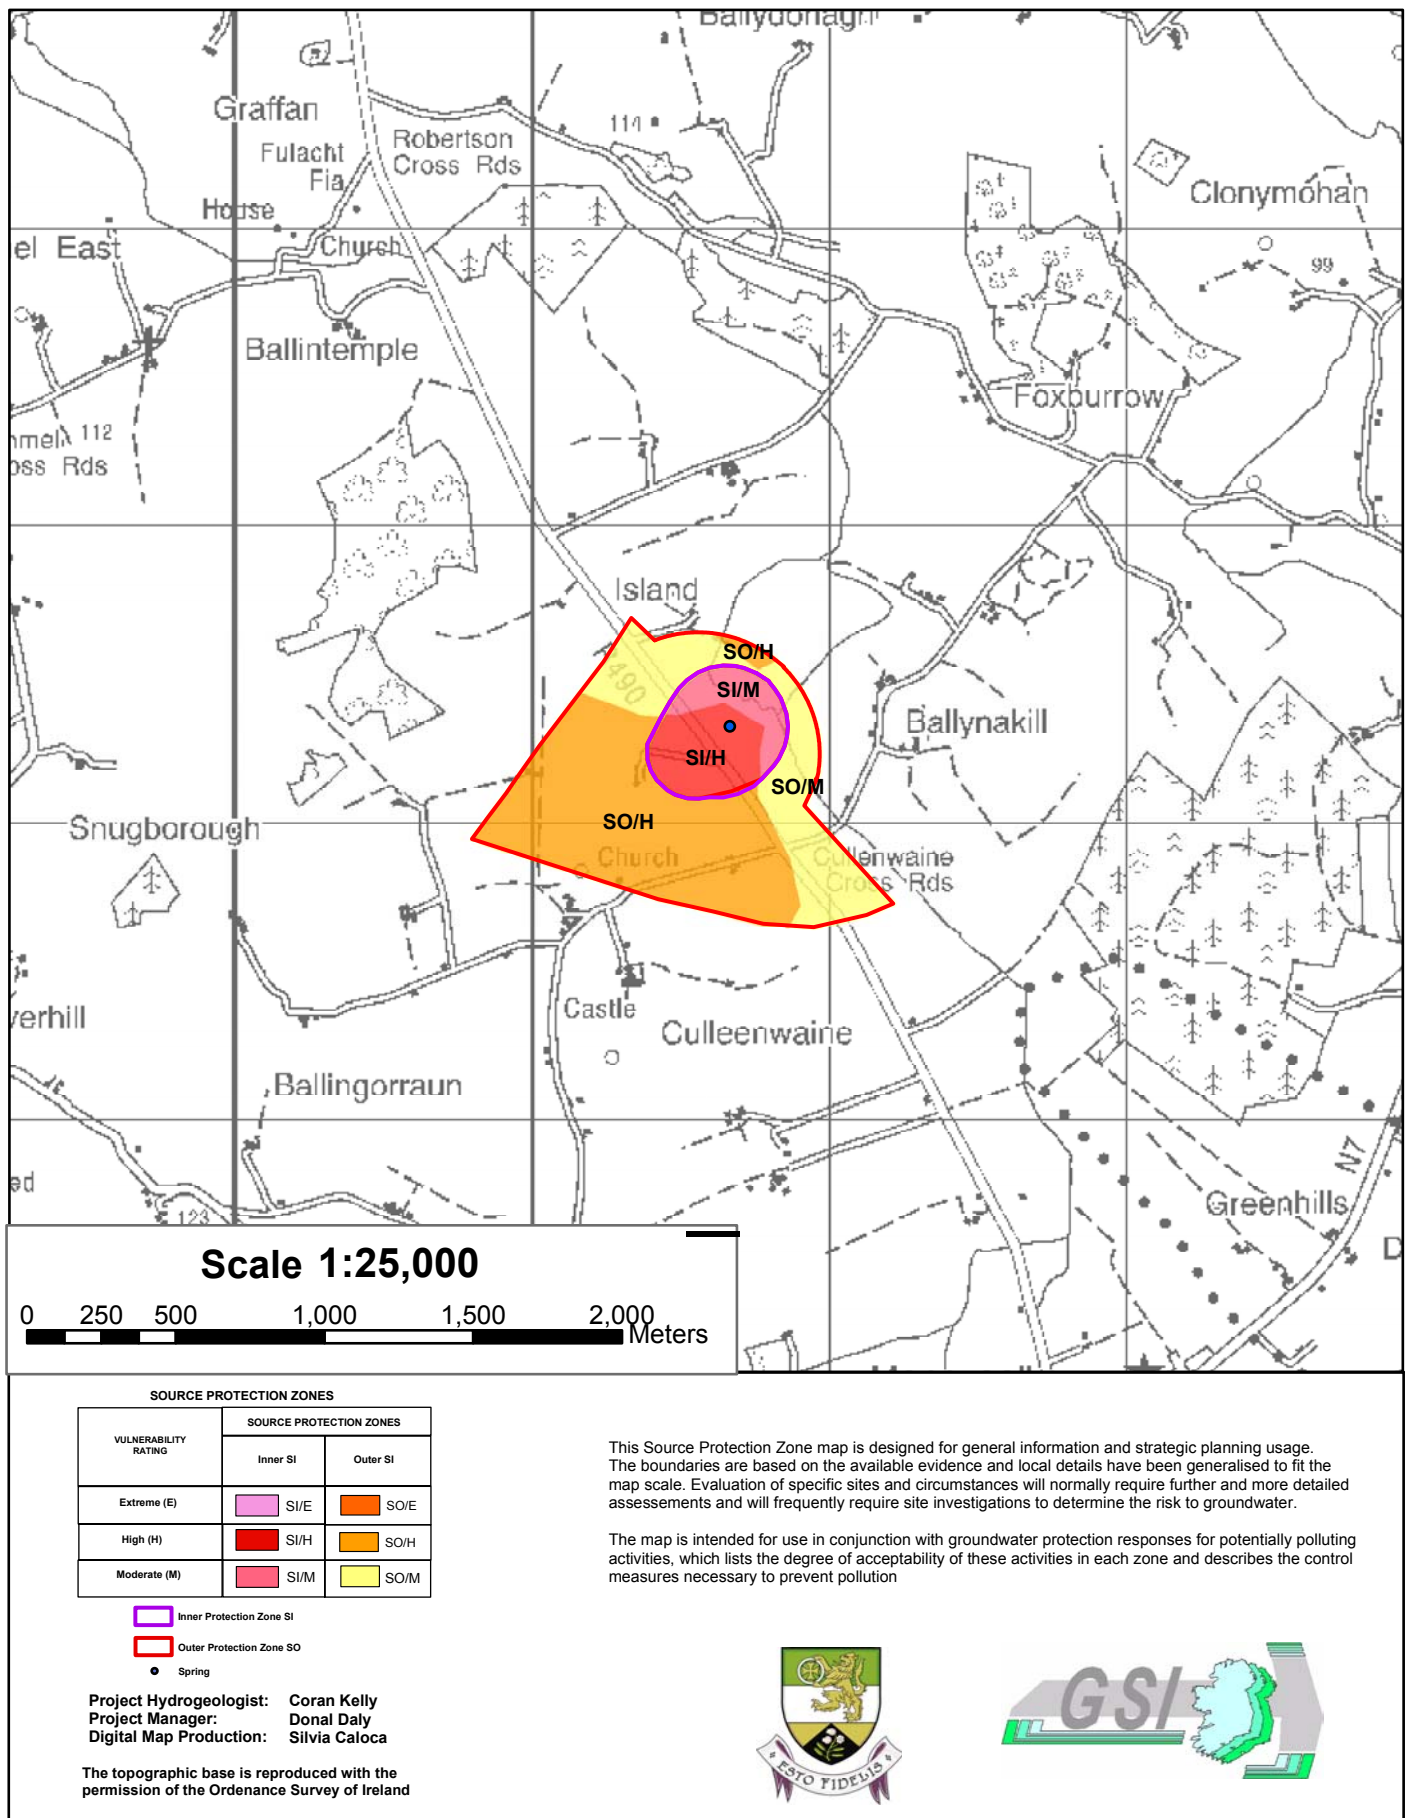 Ballydonagh
Graffan
Robertson
Cross Rds
114
Fulacht
Fia
Clonymohan
House
Church
el East
99
Ballintemple
Foxburrow
112
oss Rds
Island
SO/H
490
SI/M
Ballynakill
SI/H
SO/M
SO/H
Snugborough
Church
Cullenwaine
Cross Rds
Castle
verhill
Culleenwaine
Ballingorraun
N7
ed
Greenhills
123
D
Scale 1:25,000
0 250 500 1,000 1,500 2,000
Meters
SOURCE PROTECTION ZONES
VULNERABILITY
RATING
SOURCE PROTECTION ZONES
Inner SI
Outer SI
Extreme (E) SI/E SO/E
High (H) SI/H SO/H
Moderate (M) SI/M SO/M
Inner Protection Zone SI
Outer Protection Zone SO
Spring
Project Hydrogeologist: Coran Kelly
Project Manager: Donal Daly
Digital Map Production: Silvia Caloca
The topographic base is reproduced with the
permission of the Ordenance Survey of Ireland
This Source Protection Zone map is designed for general information and strategic planning usage.
The boundaries are based on the available evidence and local details have been generalised to fit the
map scale. Evaluation of specific sites and circumstances will normally require further and more detailed
assessements and will frequently require site investigations to determine the risk to groundwater.
The map is intended for use in conjunction with groundwater protection responses for potentially polluting
activities, which lists the degree of acceptability of these activities in each zone and describes the control
measures necessary to prevent pollution
ESTO FIDELIS
GSI